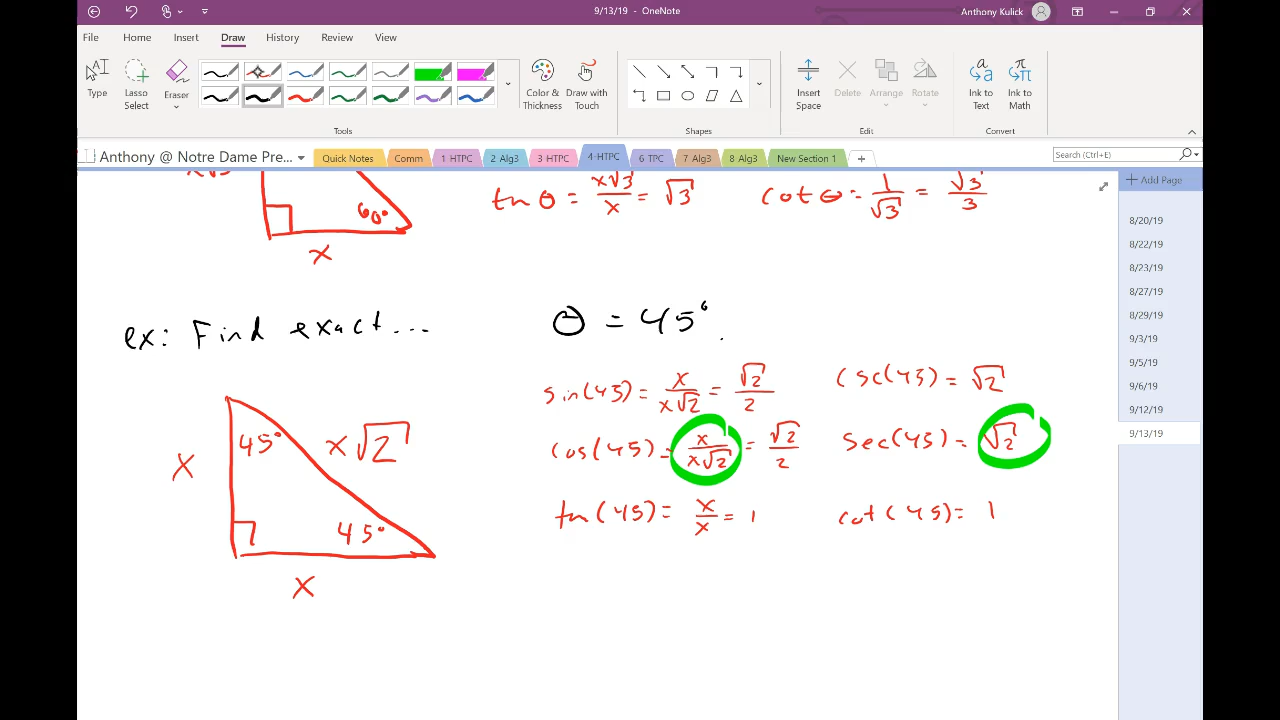 9/13/19 - OneNote
Anthony Kulick
File Home Insert Draw History Review View
Type
Lasso Select
Eraser
Color & Thickness
Draw with Touch
Insert Space
Delete
Arrange
Rotate
Ink to Text
Ink to Math
Tools
Shapes
Edit
Convert
Anthony @ Notre Dame Pre...
Quick Notes
Comm
1 HTPC
2 Alg3
3 HTPC
4-HTPC
6 TPC
7 Alg3
8 Alg3
New Section 1
Search (Ctrl+E)
Add Page
8/20/19
8/22/19
8/23/19
8/27/19
8/29/19
9/3/19
9/5/19
9/6/19
9/12/19
9/13/19
60°
x
tn θ = x√3/x = √3
cot θ = 1/√3 = √3/3
ex: Find exact...
θ = 45°
sin(45) = x/x√2 = √2/2
csc(45) = √2
cos(45) = x/x√2 = √2/2
sec(45) = √2
tn(45) = x/x = 1
cot(45) = 1
45°
x√2
x
45°
x